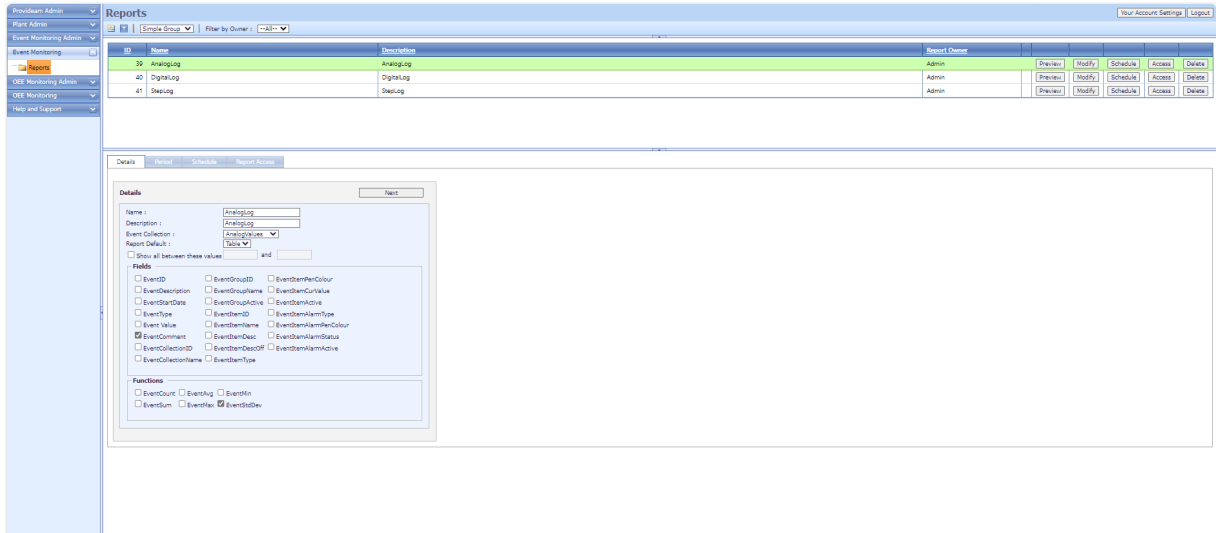 Provideam Admin
Plant Admin
Event Monitoring Admin
Event Monitoring
Reports
OEE Monitoring Admin
OEE Monitoring
Help and Support
Reports
Your Account Settings Logout
Simple Group Filter by Owner : --All--
ID Name Description Report Owner
39 AnalogLog AnalogLog Admin Preview Modify Schedule Access Delete
40 DigitalLog DigitalLog Admin Preview Modify Schedule Access Delete
41 StepLog StepLog Admin Preview Modify Schedule Access Delete
Details Period Schedule Report Access
Details Next
Name : AnalogLog
Description : AnalogLog
Event Collection : AnalogValues
Report Default : Table
Show all between these values and
Fields
EventID EventGroupID EventItemPenColour
EventDescription EventGroupName EventItemCurValue
EventStartDate EventGroupActive EventItemActive
EventType EventItemID EventItemAlarmType
Event Value EventItemName EventItemAlarmPenColour
EventComment EventItemDesc EventItemAlarmStatus
EventCollectionID EventItemDescOff EventItemAlarmActive
EventCollectionName EventItemType
Functions
EventCount EventAvg EventMin
EventSum EventMax EventStdDev